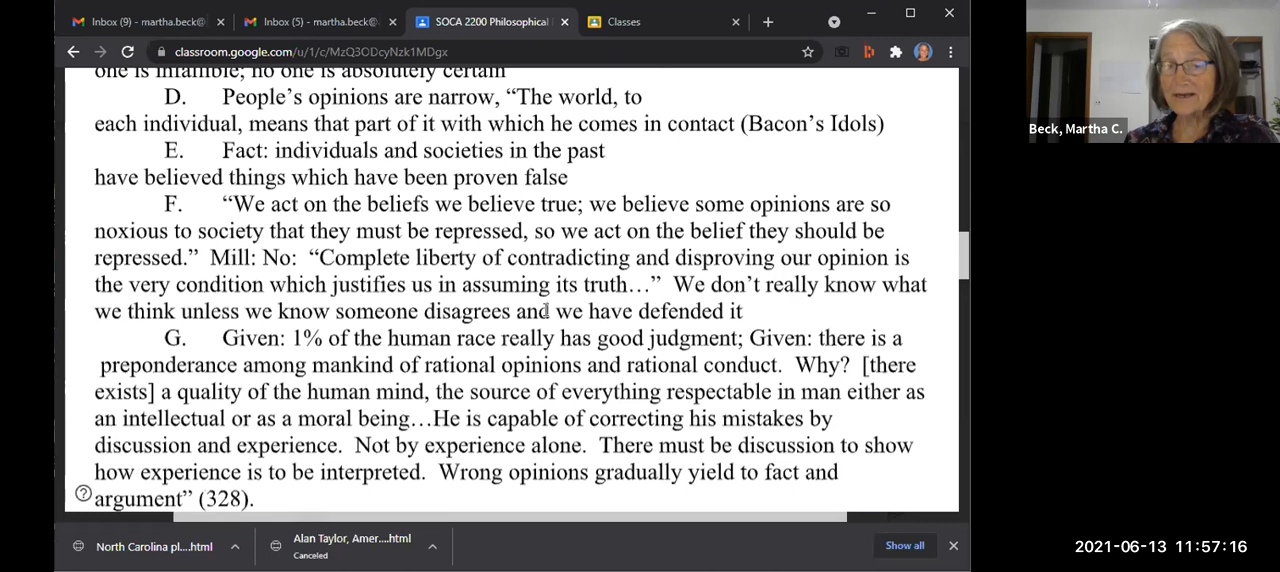 Inbox (9) - martha.beck@
Inbox (5) - martha.beck@
SOCA 2200 Philosophical
Classes
classroom.google.com/u/1/c/MzQ3ODcyNzk1MDgx
one is infallible; no one is absolutely certain
D. People's opinions are narrow, “The world, to
each individual, means that part of it with which he comes in contact (Bacon's Idols)
E. Fact: individuals and societies in the past
have believed things which have been proven false
F. “We act on the beliefs we believe true; we believe some opinions are so
noxious to society that they must be repressed, so we act on the belief they should be
repressed.” Mill: No: “Complete liberty of contradicting and disproving our opinion is
the very condition which justifies us in assuming its truth…” We don't really know what
we think unless we know someone disagrees and we have defended it
G. Given: 1% of the human race really has good judgment; Given: there is a
preponderance among mankind of rational opinions and rational conduct. Why? [there
exists] a quality of the human mind, the source of everything respectable in man either as
an intellectual or as a moral being…He is capable of correcting his mistakes by
discussion and experience. Not by experience alone. There must be discussion to show
how experience is to be interpreted. Wrong opinions gradually yield to fact and
argument” (328).
North Carolina pl....html
Alan Taylor, Amer....html
Canceled
Show all
Beck, Martha C.
2021-06-13 11:57:16